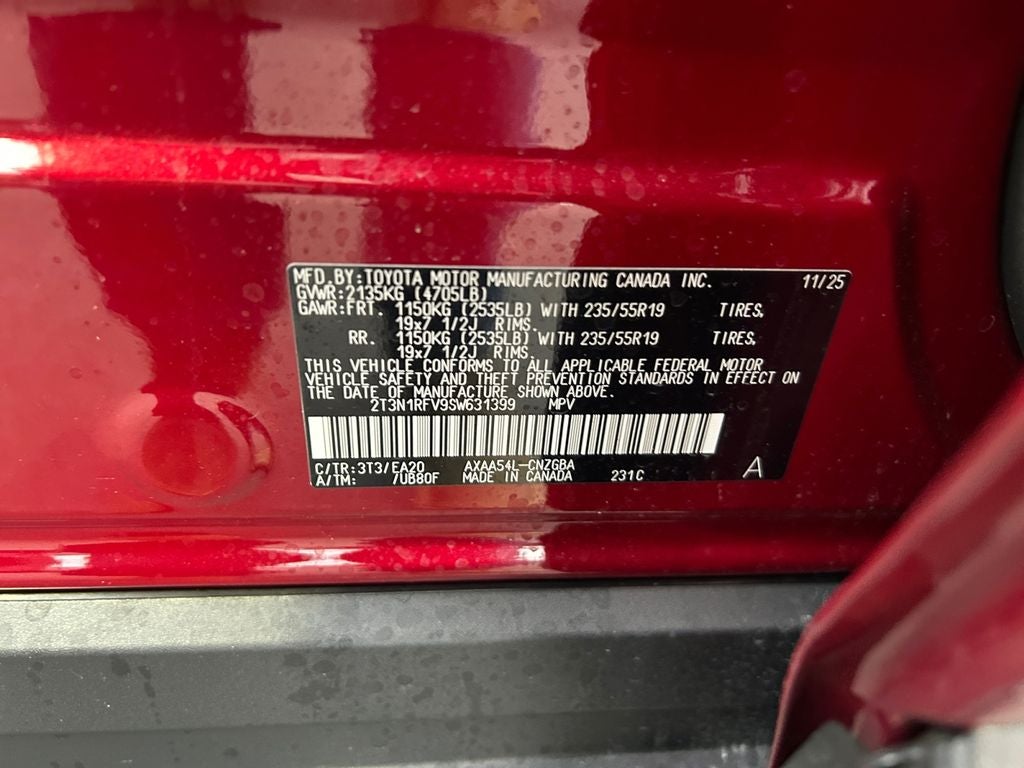 MFD. BY: TOYOTA MOTOR MANUFACTURING CANADA INC. 11/25
GVWR: 2135KG (4705LB)
GAWR: FRT. 1150KG (2535LB) WITH 235/55R19 TIRES,
19x7 1/2J RIMS.
RR. 1150KG (2535LB) WITH 235/55R19 TIRES,
19x7 1/2J RIMS.
THIS VEHICLE CONFORMS TO ALL APPLICABLE FEDERAL MOTOR
VEHICLE SAFETY AND THEFT PREVENTION STANDARDS IN EFFECT ON
THE DATE OF MANUFACTURE SHOWN ABOVE.
2T3N1RFV9SW631399 MPV
C/TR: 3T3/EA20 AXAA54L-CNZGBA
A/TM: /UB80F MADE IN CANADA 231C A